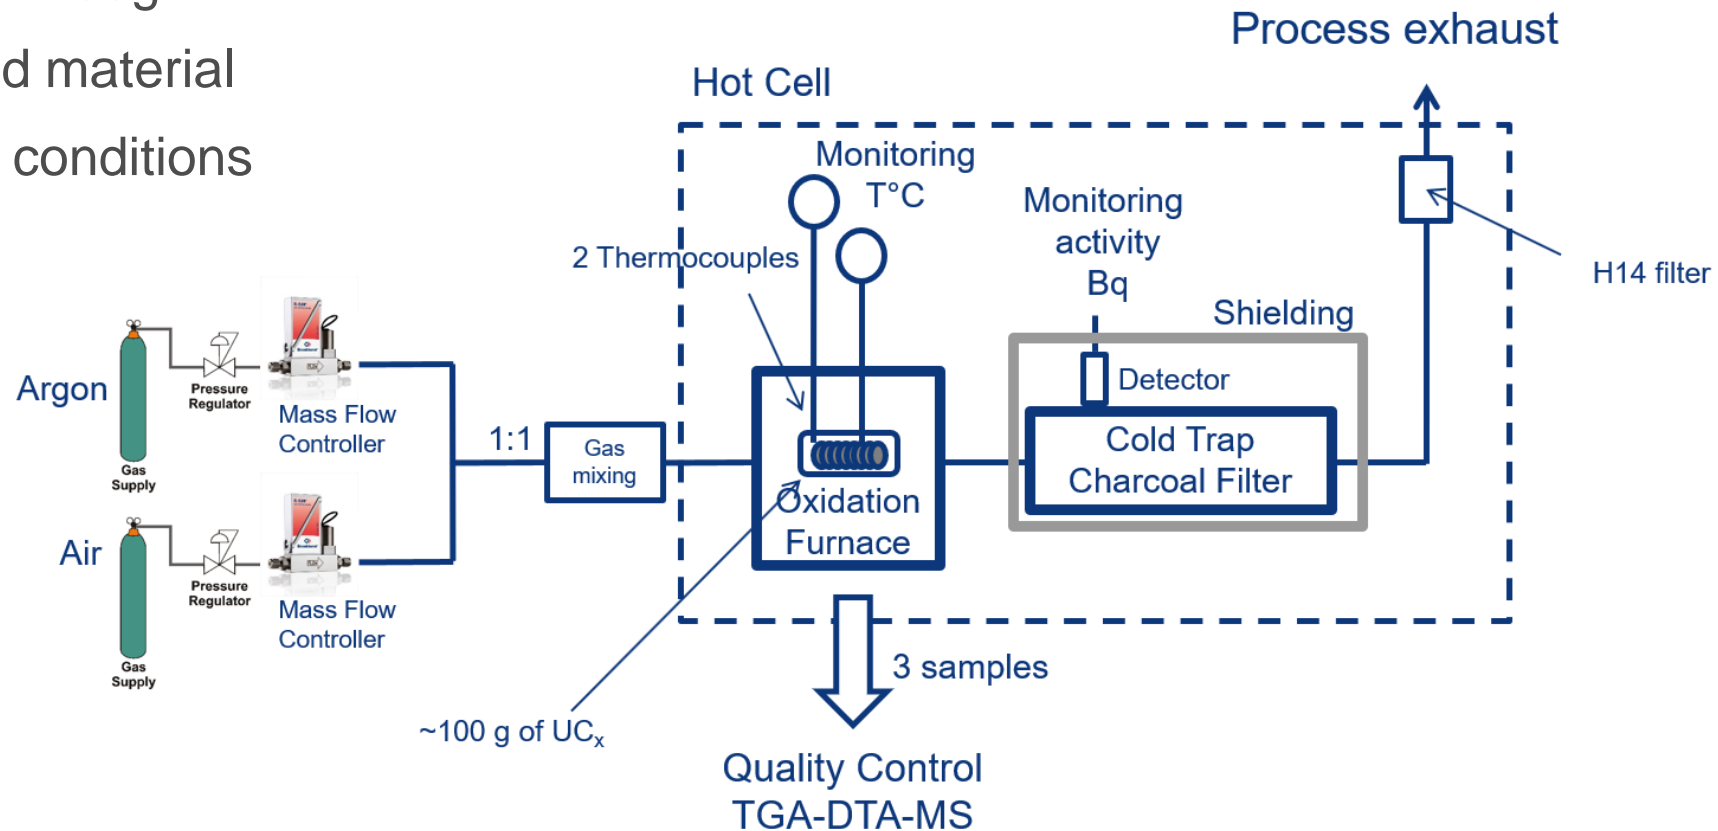 d material
conditions
Process exhaust
Hot Cell
Monitoring
T°C
2 Thermocouples
Monitoring
activity
Bq
Shielding
H14 filter
Detector
Argon
Pressure
Regulator
Mass Flow
Controller
Gas
Supply
1:1
Gas
mixing
Cold Trap
Charcoal Filter
Oxidation
Furnace
Air
Pressure
Regulator
Mass Flow
Controller
Gas
Supply
3 samples
~100 g of UCx
Quality Control
TGA-DTA-MS